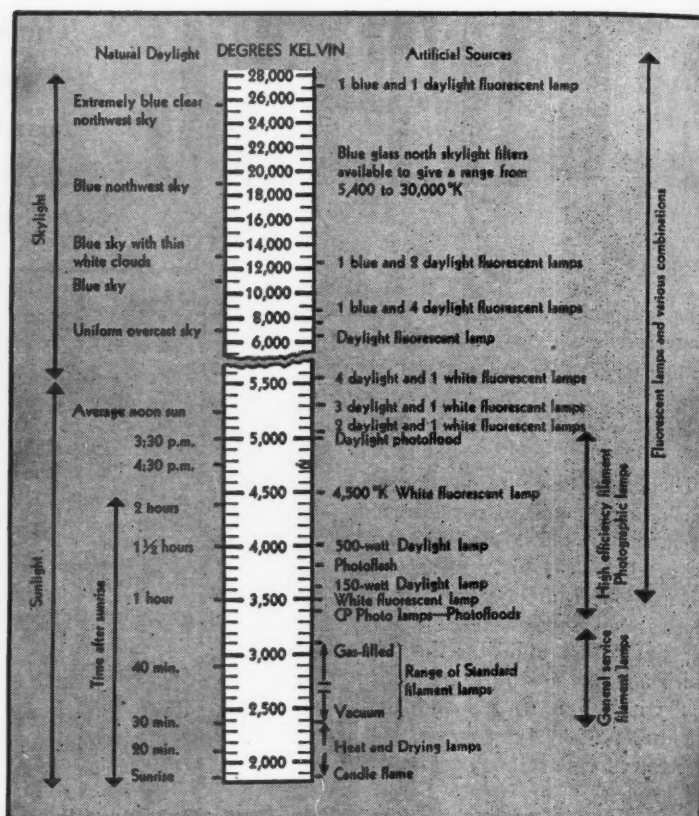 Natural Daylight
DEGREES KELVIN
Artificial Sources
28,000
26,000
24,000
22,000
20,000
18,000
16,000
14,000
12,000
10,000
8,000
6,000
5,500
5,000
4,500
4,000
3,500
3,000
2,500
2,000
Skylight
Extremely blue clear
northwest sky
Blue northwest sky
Blue sky with thin
white clouds
Blue sky
Uniform overcast sky
Sunlight
Average noon sun
3:30 p.m.
4:30 p.m.
Time after sunrise
2 hours
1½ hours
1 hour
40 min.
30 min.
20 min.
Sunrise
1 blue and 1 daylight fluorescent lamp
Blue glass north skylight filters
available to give a range from
5,400 to 30,000 °K
1 blue and 2 daylight fluorescent lamps
1 blue and 4 daylight fluorescent lamps
Daylight fluorescent lamp
4 daylight and 1 white fluorescent lamps
3 daylight and 1 white fluorescent lamps
2 daylight and 1 white fluorescent lamps
Daylight photoflood
4,500 °K White fluorescent lamp
500-watt Daylight lamp
Photoflash
150-watt Daylight lamp
White fluorescent lamp
CP Photo lamps—Photofloods
Gas-filled
Range of Standard
filament lamps
Vacuum
Heat and Drying lamps
Candle flame
Fluorescent lamps and various combinations
High efficiency filament
Photographic lamps
General service
filament lamps